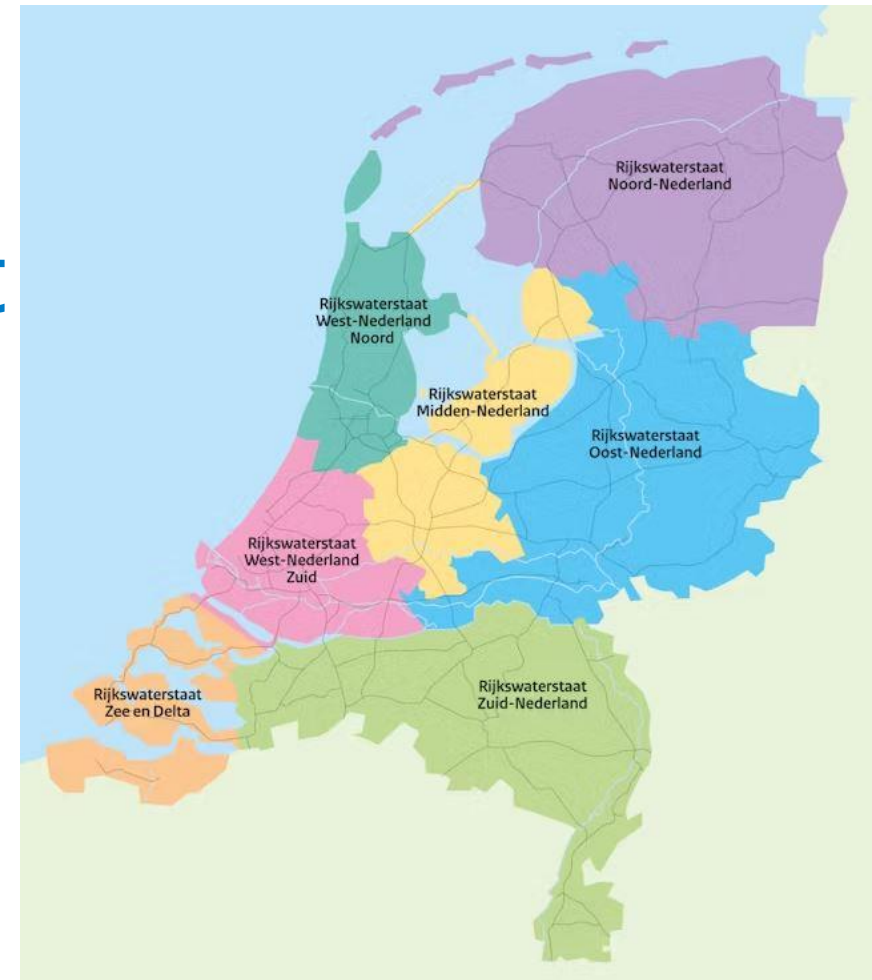 Rijkswaterstaat
Noord-Nederland
Rijkswaterstaat
West-Nederland
Noord
Rijkswaterstaat
Midden-Nederland
Rijkswaterstaat
Oost-Nederland
Rijkswaterstaat
West-Nederland
Zuid
Rijkswaterstaat
Zee en Delta
Rijkswaterstaat
Zuid-Nederland